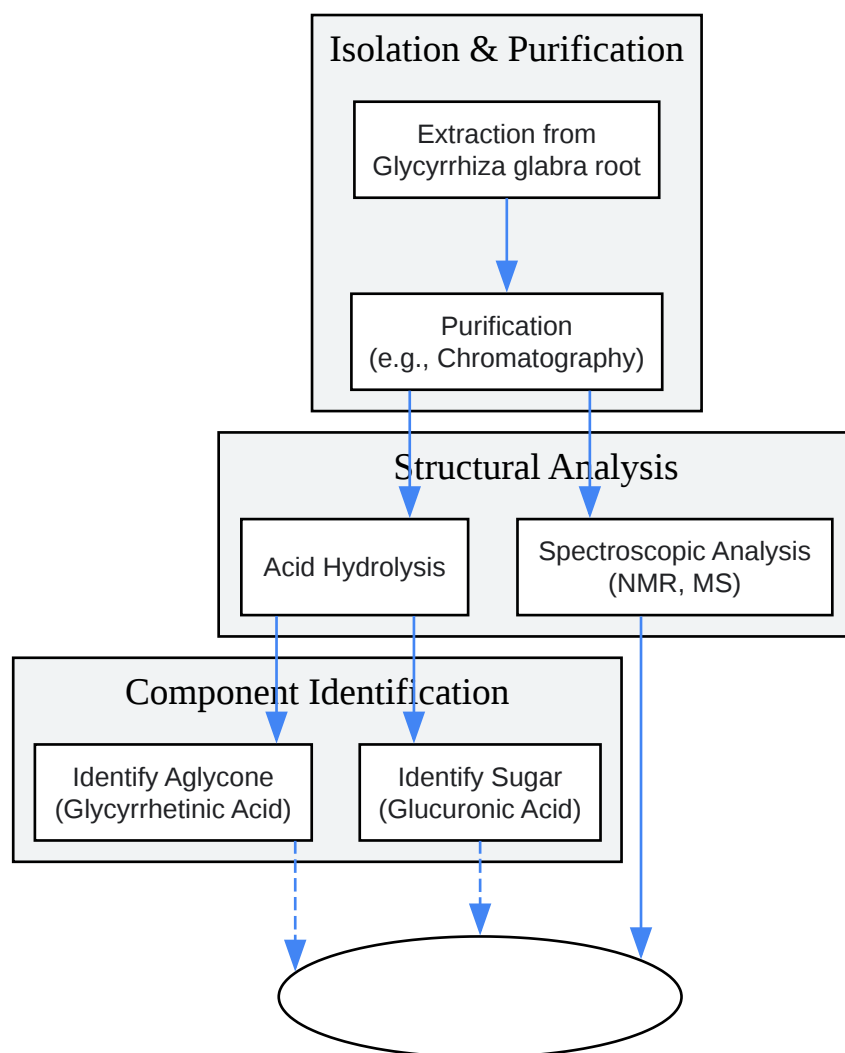 Isolation & Purification
Extraction from
Glycyrrhiza glabra root
Purification
(e.g., Chromatography)
Structural Analysis
Acid Hydrolysis
Spectroscopic Analysis
(NMR, MS)
Component Identification
Identify Aglycone
(Glycyrrhetinic Acid)
Identify Sugar
(Glucuronic Acid)